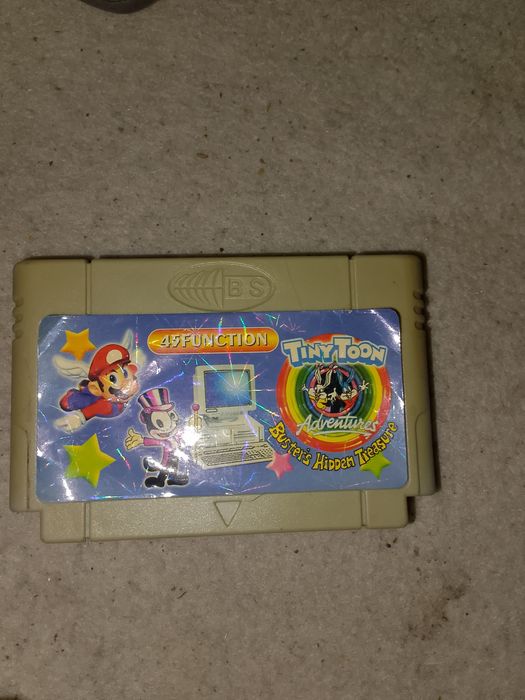 BS
45FUNCTION
TINY TOON
Adventures
Buster's Hidden Treasure